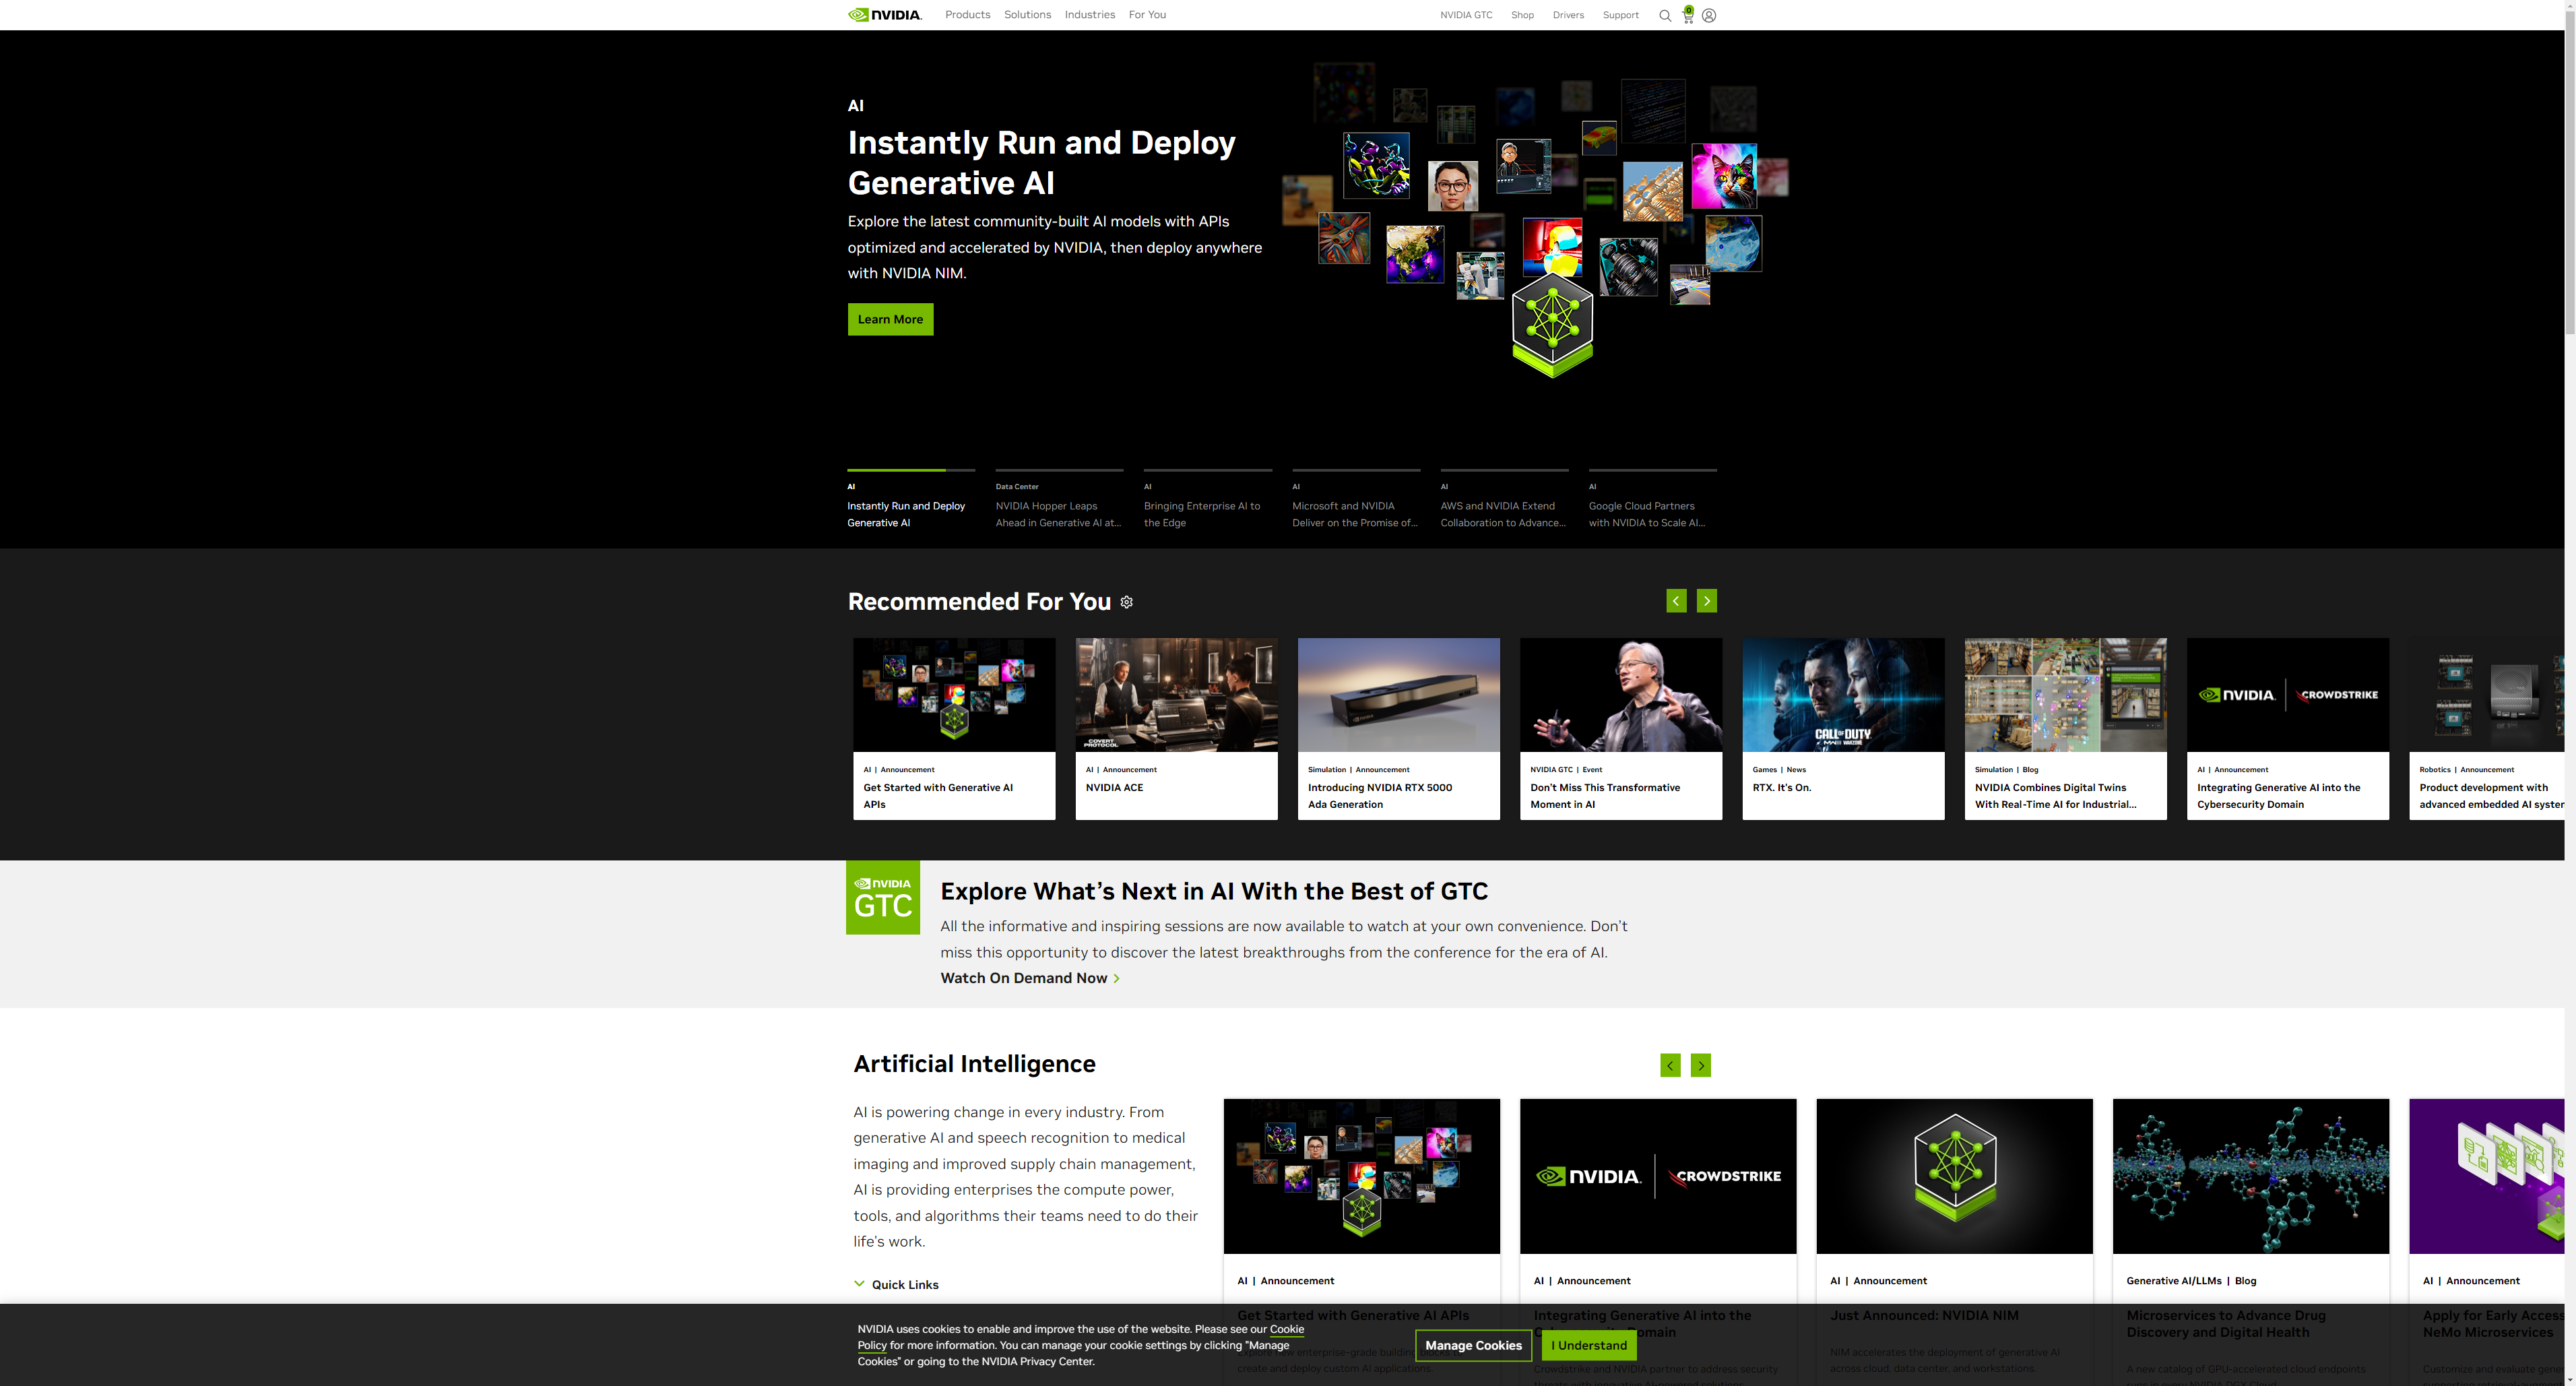 NVIDIA.
Products Solutions Industries For You
NVIDIA GTC Shop Drivers Support
0
AI
Instantly Run and Deploy
Generative AI
Explore the latest community-built AI models with APIs
optimized and accelerated by NVIDIA, then deploy anywhere
with NVIDIA NIM.
Learn More
AI
Instantly Run and Deploy
Generative AI
Data Center
NVIDIA Hopper Leaps
Ahead in Generative AI at...
AI
Bringing Enterprise AI to
the Edge
AI
Microsoft and NVIDIA
Deliver on the Promise of...
AI
AWS and NVIDIA Extend
Collaboration to Advance...
AI
Google Cloud Partners
with NVIDIA to Scale AI...
Recommended For You
AI | Announcement
Get Started with Generative AI
APIs
COVERT
PROTOCOL
AI | Announcement
NVIDIA ACE
Simulation | Announcement
Introducing NVIDIA RTX 5000
Ada Generation
NVIDIA GTC | Event
Don't Miss This Transformative
Moment in AI
CALL OF DUTY
WARZONE
Games | News
RTX. It's On.
Simulation | Blog
NVIDIA Combines Digital Twins
With Real-Time AI for Industrial...
NVIDIA. CROWDSTRIKE
AI | Announcement
Integrating Generative AI into the
Cybersecurity Domain
Robotics | Announcement
Product development with
advanced embedded AI syster
NVIDIA
GTC
Explore What's Next in AI With the Best of GTC
All the informative and inspiring sessions are now available to watch at your own convenience. Don't
miss this opportunity to discover the latest breakthroughs from the conference for the era of AI.
Watch On Demand Now
Artificial Intelligence
AI is powering change in every industry. From
generative AI and speech recognition to medical
imaging and improved supply chain management,
AI is providing enterprises the compute power,
tools, and algorithms their teams need to do their
life's work.
Quick Links
AI | Announcement
Get Started with Generative AI APIs
enterprise-grade building
create and deploy custom AI applications.
NVIDIA. CROWDSTRIKE
AI | Announcement
Integrating Generative AI into the
Domain
Crowdstrike and NVIDIA partner to address security
AI | Announcement
Just Announced: NVIDIA NIM
NIM accelerates the deployment of generative AI
across cloud, data center, and workstations.
Generative AI/LLMs | Blog
Microservices to Advance Drug
Discovery and Digital Health
A new catalog of GPU-accelerated cloud endpoints
AI | Announcement
Apply for Early Access
NeMo Microservices
Customize and evaluate gene
NVIDIA uses cookies to enable and improve the use of the website. Please see our Cookie
Policy for more information. You can manage your cookie settings by clicking "Manage
Cookies" or going to the NVIDIA Privacy Center.
Manage Cookies
I Understand